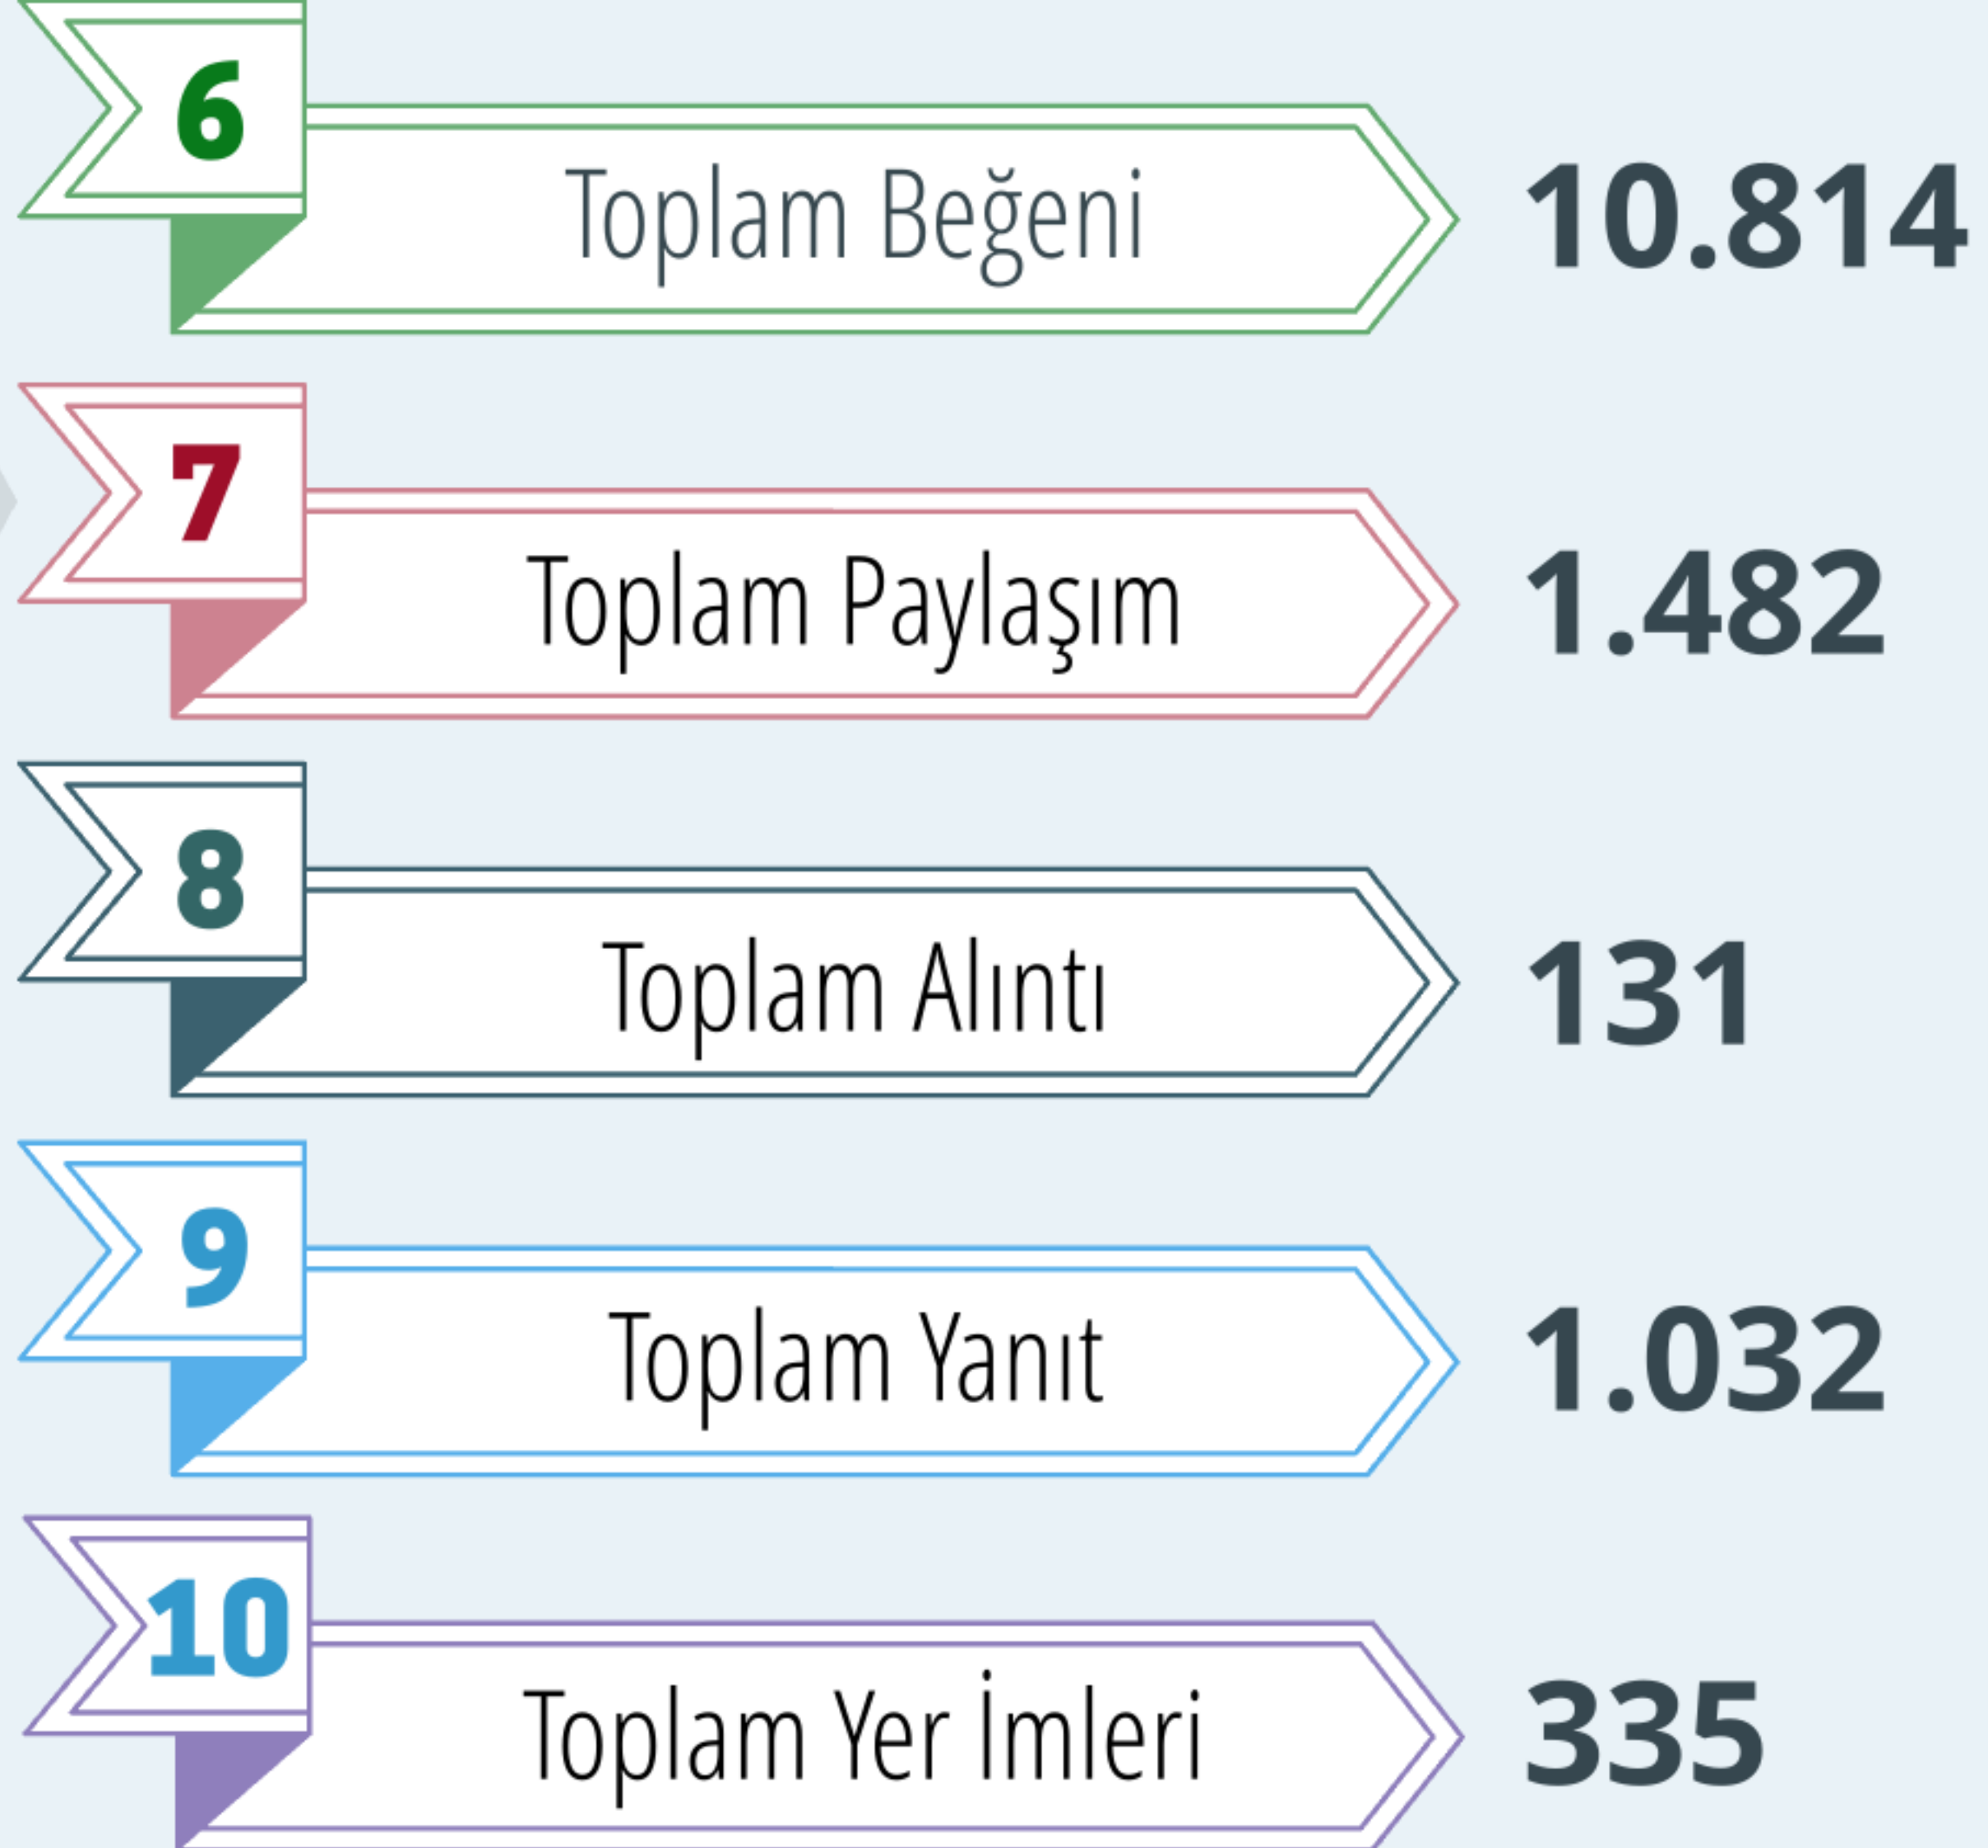 6
Toplam Beğeni
10.814
7
Toplam Paylaşım
1.482
8
Toplam Alıntı
131
9
Toplam Yanıt
1.032
10
Toplam Yer İmleri
335